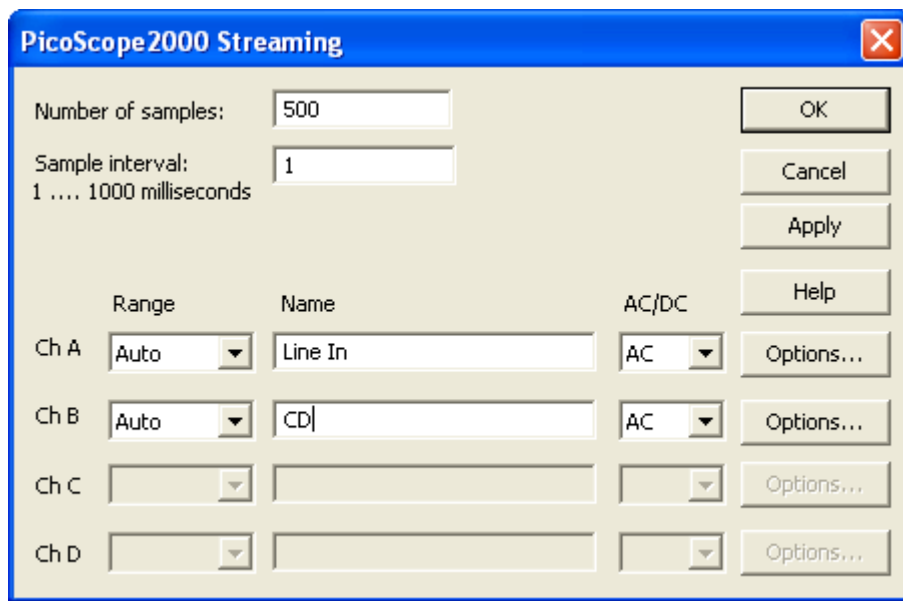 PicoScope2000 Streaming
Number of samples: 500 OK
Sample interval: 1 Cancel
1 .... 1000 milliseconds
Apply
Help
Range Name AC/DC
Ch A Auto Line In AC Options...
Ch B Auto CD AC Options...
Ch C Options...
Ch D Options...